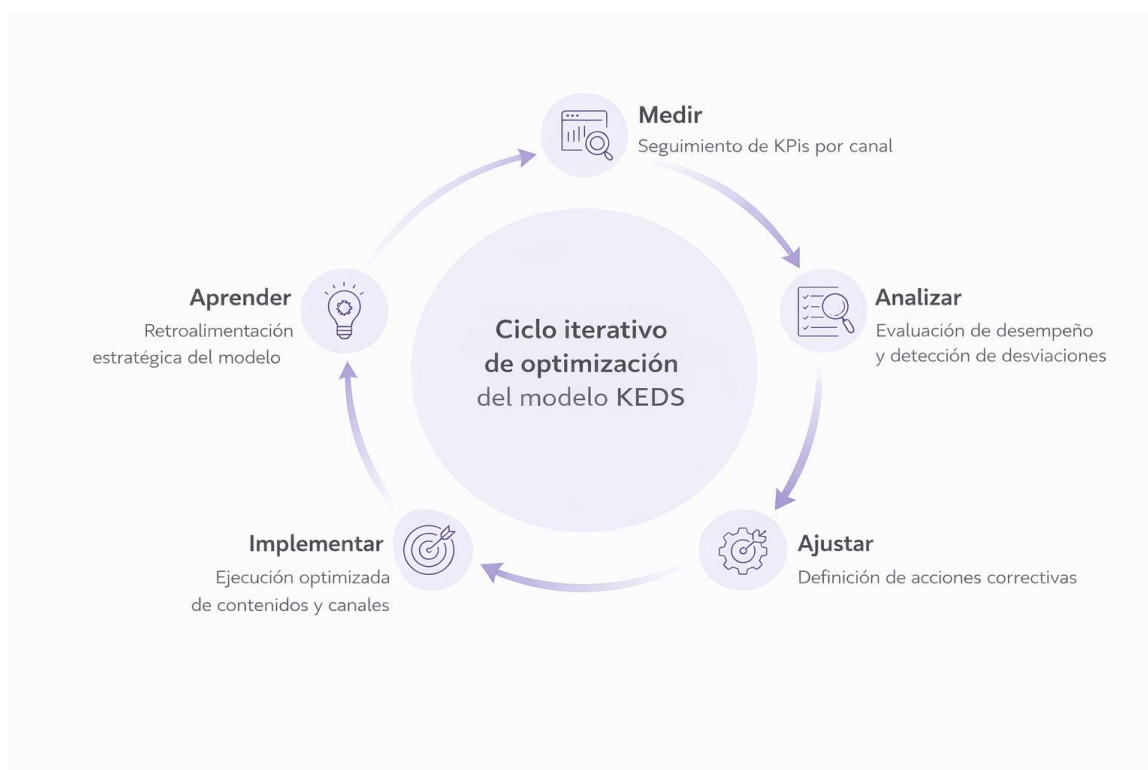 Medir
Seguimiento de KPis por canal
Analizar
Evaluación de desempeño
y detección de desviaciones
Ajustar
Definición de acciones correctivas
Implementar
Ejecución optimizada
de contenidos y canales
Aprender
Retroalimentación
estratégica del modelo
Ciclo iterativo
de optimización
del modelo KEDS